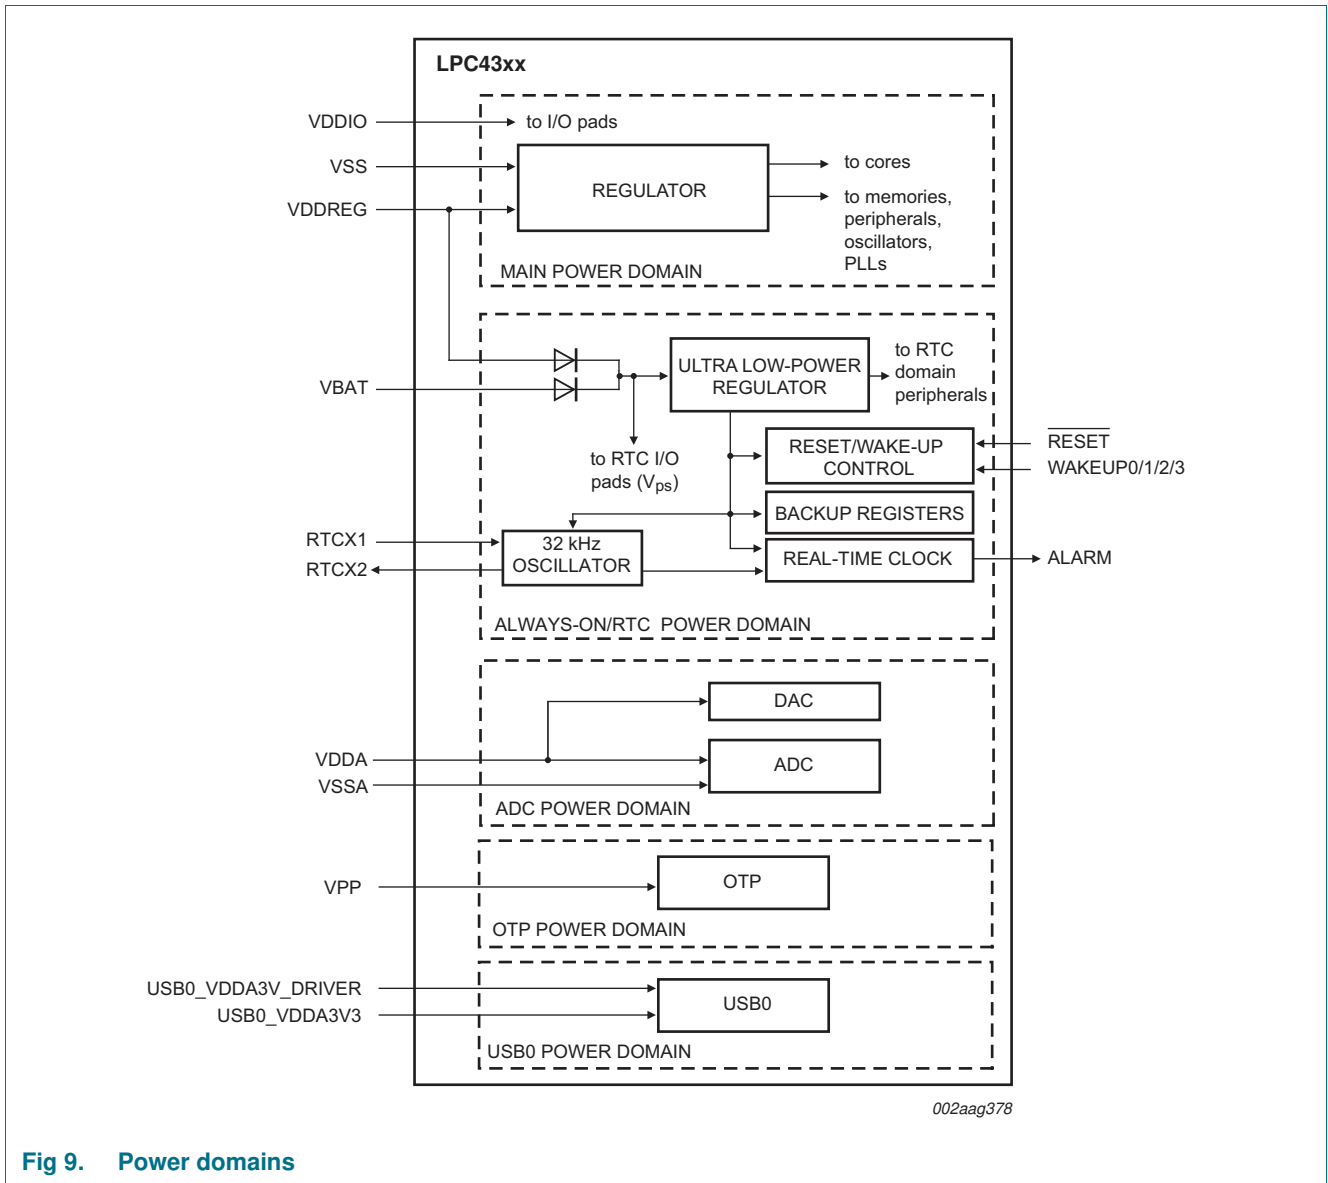 LPC43xx
VDDIO
to I/O pads
VSS
REGULATOR
to cores
VDDREG
to memories,
peripherals,
oscillators,
PLLs
MAIN POWER DOMAIN
VBAT
ULTRA LOW-POWER
REGULATOR
to RTC
domain
peripherals
to RTC I/O
pads (Vps)
RESET/WAKE-UP
CONTROL
RESET
WAKEUP0/1/2/3
BACKUP REGISTERS
RTCX1
RTCX2
32 kHz
OSCILLATOR
REAL-TIME CLOCK
ALARM
ALWAYS-ON/RTC POWER DOMAIN
DAC
VDDA
VSSA
ADC
ADC POWER DOMAIN
VPP
OTP
OTP POWER DOMAIN
USB0_VDDA3V_DRIVER
USB0_VDDA3V3
USB0
USB0 POWER DOMAIN
002aag378
Fig 9. Power domains